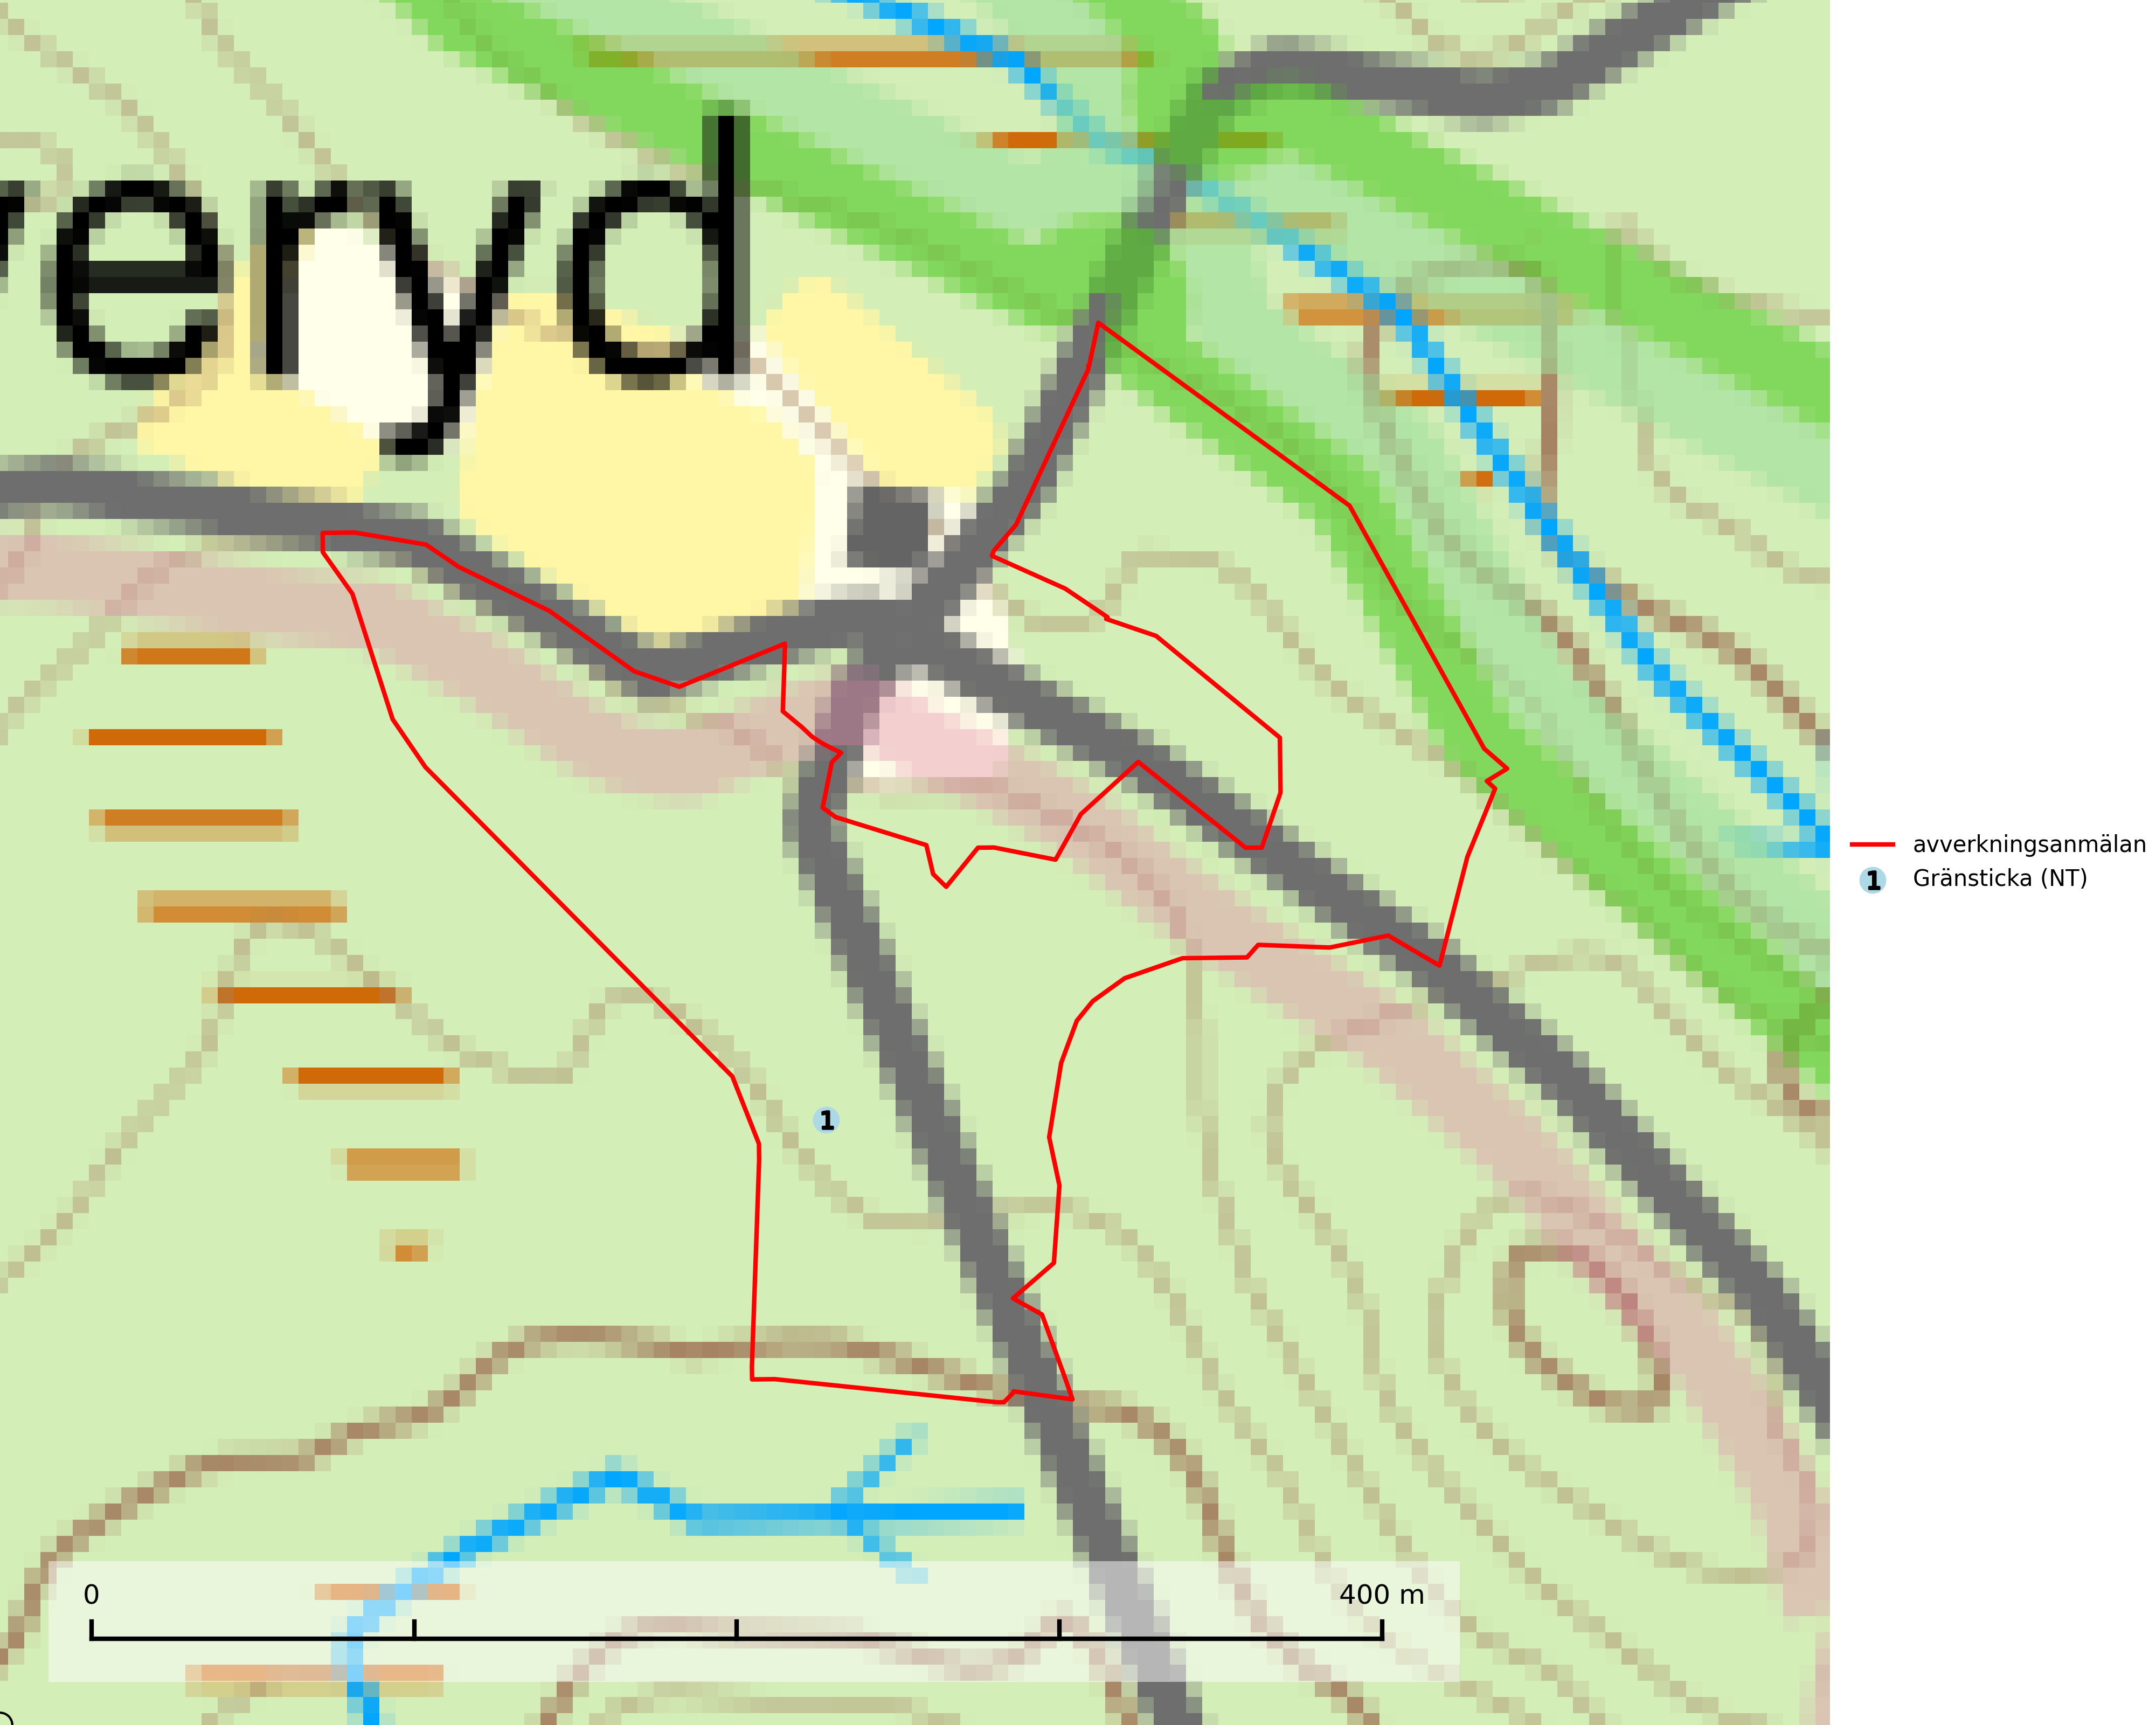 eryd
avverkningsanmälan
1 Gränsticka (NT)
1
0 400 m